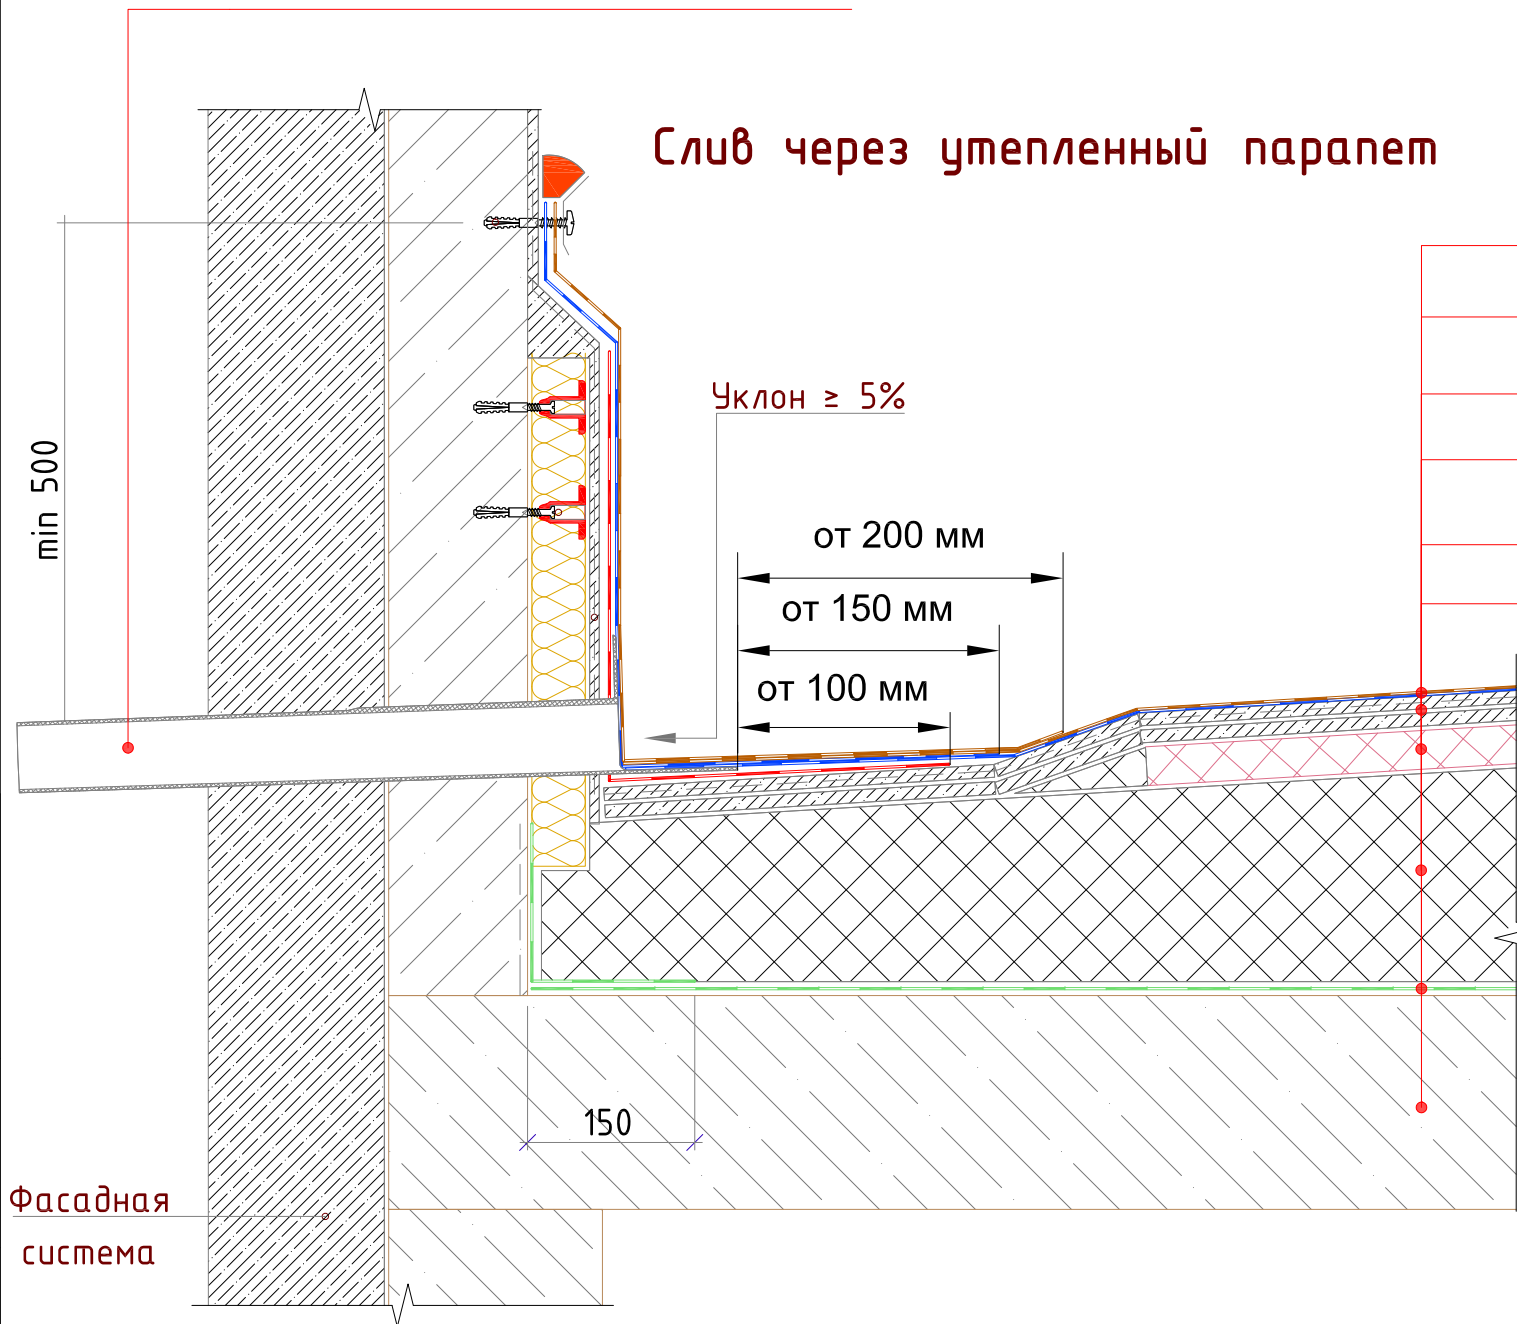 Слив через утепленный парапет
Уклон ≥ 5%
min 500
от 200 мм
от 150 мм
от 100 мм
150
Фасадная
система